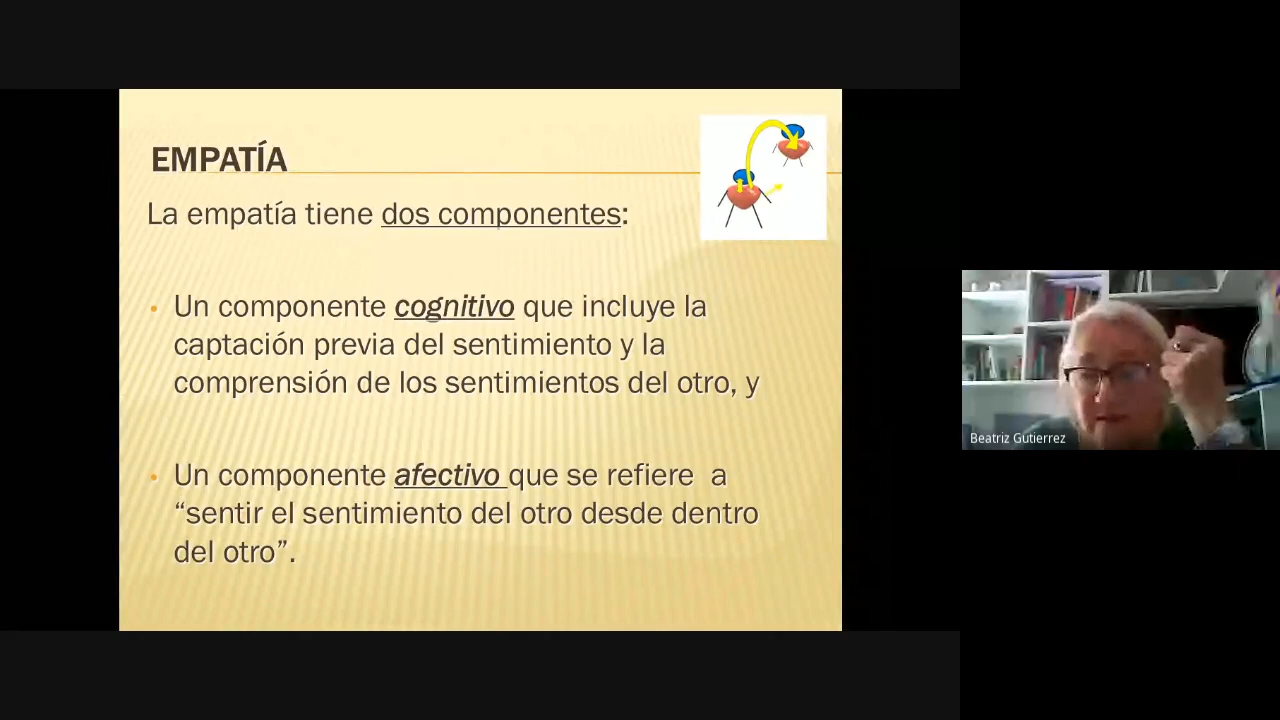 EMPATÍA
La empatía tiene dos componentes:
• Un componente cognitivo que incluye la
captación previa del sentimiento y la
comprensión de los sentimientos del otro, y
• Un componente afectivo que se refiere  a
“sentir el sentimiento del otro desde dentro
del otro”.
Beatriz Gutierrez